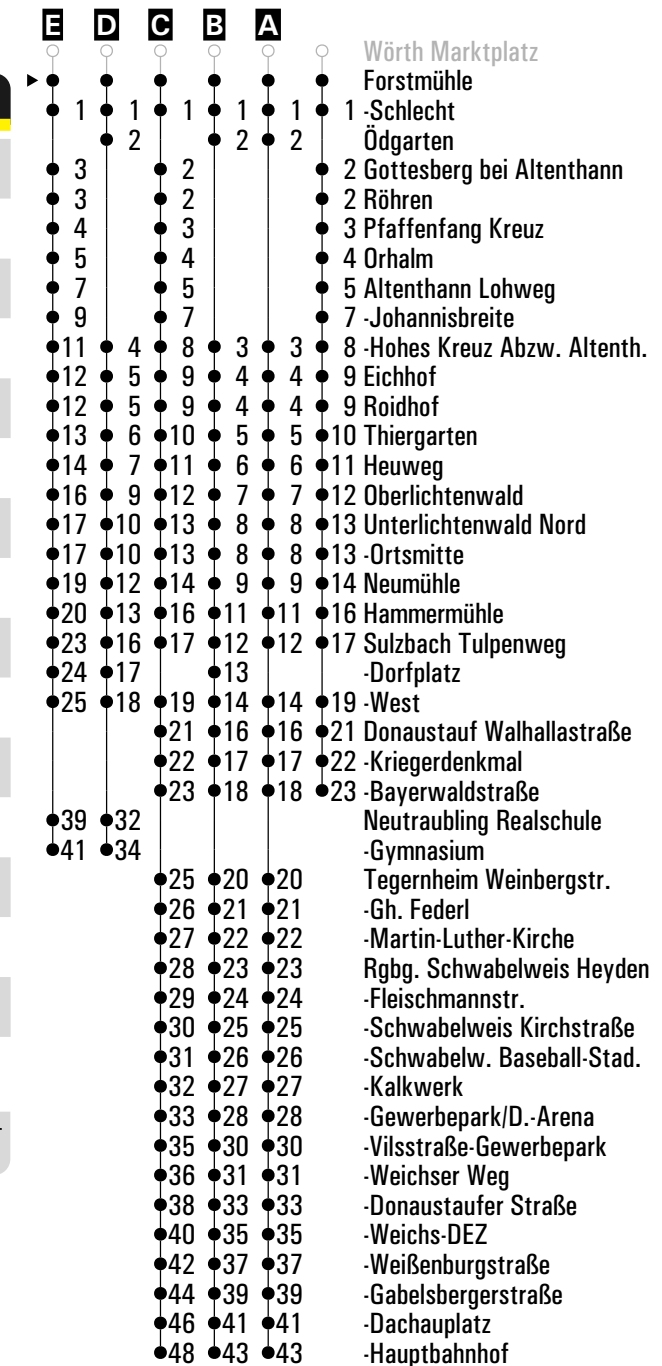 E D C B A
Wörth Marktplatz
Forstmühle
1 1 1 1 1 1 -Schlecht
2 2 2 Ödgarten
3 2 2 Gottesberg bei Altenthann
3 2 2 Röhren
4 3 3 Pfaffenfang Kreuz
5 4 4 Orhalm
7 5 5 Altenthann Lohweg
9 7 7 -Johannisbreite
11 4 8 3 3 8 -Hohes Kreuz Abzw. Altenth.
12 5 9 4 4 9 Eichhof
12 5 9 4 4 9 Roidhof
13 6 10 5 5 10 Thiergarten
14 7 11 6 6 11 Heuweg
16 9 12 7 7 12 Oberlichtenwald
17 10 13 8 8 13 Unterlichtenwald Nord
17 10 13 8 8 13 -Ortsmitte
19 12 14 9 9 14 Neumühle
20 13 16 11 11 16 Hammermühle
23 16 17 12 12 17 Sulzbach Tulpenweg
24 17 13 -Dorfplatz
25 18 19 14 14 19 -West
21 16 16 21 Donaustauf Walhallastraße
22 17 17 22 -Kriegerdenkmal
23 18 18 23 -Bayerwaldstraße
39 32 Neutraubling Realschule
41 34 -Gymnasium
25 20 20 Tegernheim Weinbergstr.
26 21 21 -Gh. Federl
27 22 22 -Martin-Luther-Kirche
28 23 23 Rgbg. Schwabelweis Heyden
29 24 24 -Fleischmannstr.
30 25 25 -Schwabelweis Kirchstraße
31 26 26 -Schwabelw. Baseball-Stad.
32 27 27 -Kalkwerk
33 28 28 -Gewerbepark/D.-Arena
35 30 30 -Vilsstraße-Gewerbepark
36 31 31 -Weichser Weg
38 33 33 -Donaustaufer Straße
40 35 35 -Weichs-DEZ
42 37 37 -Weißenburgstraße
44 39 39 -Gabelsbergerstraße
46 41 41 -Dachauplatz
48 43 43 -Hauptbahnhof